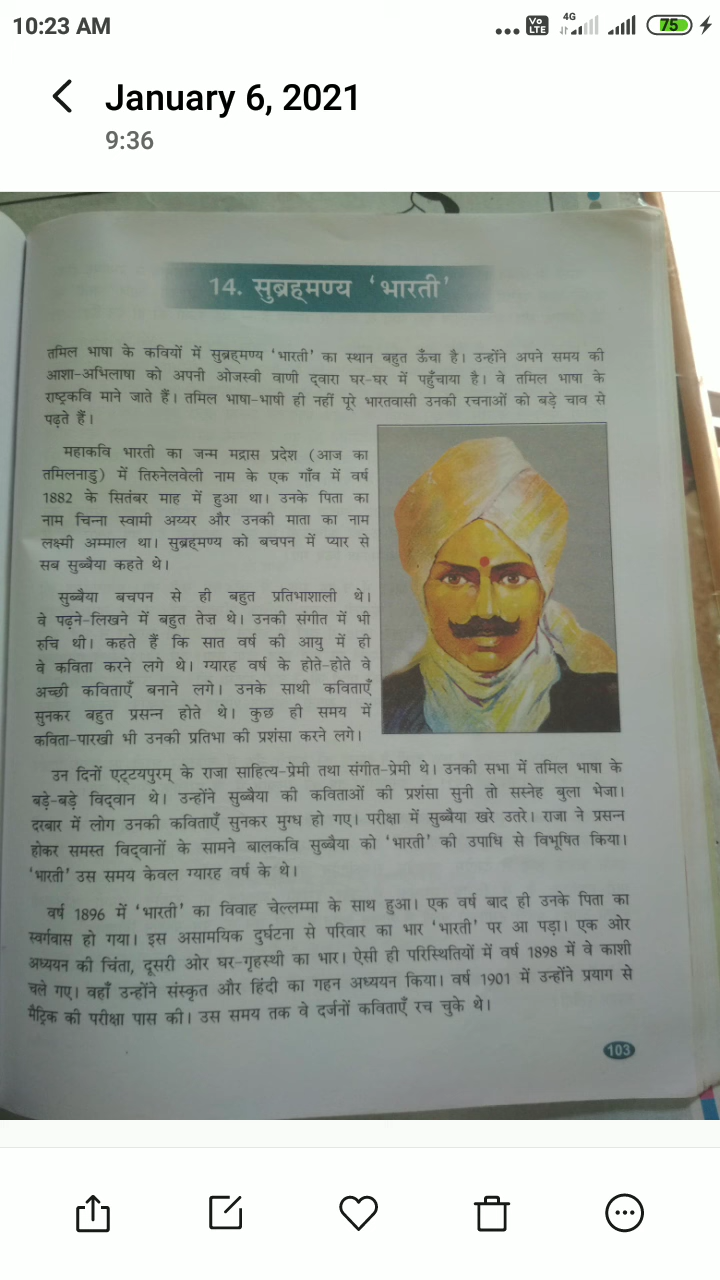 10:23 AM
Vo LTE
4G
75
January 6, 2021
9:36
14. सुब्रह्मण्य 'भारती'
तमिल भाषा के कवियों में सुब्रह्मण्य 'भारती' का स्थान बहुत ऊँचा है। उन्होंने अपने समय की
आशा-अभिलाषा को अपनी ओजस्वी वाणी द्वारा घर-घर में पहुँचाया है। वे तमिल भाषा के
राष्ट्रकवि माने जाते हैं। तमिल भाषा-भाषी ही नहीं पूरे भारतवासी उनकी रचनाओं को बड़े चाव से
पढ़ते हैं।
महाकवि भारती का जन्म मद्रास प्रदेश (आज का
तमिलनाडु) में तिरुनेलवेली नाम के एक गाँव में वर्ष
1882 के सितंबर माह में हुआ था। उनके पिता का
नाम चिन्ना स्वामी अय्यर और उनकी माता का नाम
लक्ष्मी अम्माल था। सुब्रह्मण्य को बचपन में प्यार से
सब सुब्बैया कहते थे।
सुब्बैया बचपन से ही बहुत प्रतिभाशाली थे।
वे पढ़ने-लिखने में बहुत तेज़ थे। उनकी संगीत में भी
रुचि थी। कहते हैं कि सात वर्ष की आयु में ही
वे कविता करने लगे थे। ग्यारह वर्ष के होते-होते वे
अच्छी कविताएँ बनाने लगे। उनके साथी कविताएँ
सुनकर बहुत प्रसन्न होते थे। कुछ ही समय में
कविता-पारखी भी उनकी प्रतिभा की प्रशंसा करने लगे।
उन दिनों एट्टयपुरम् के राजा साहित्य-प्रेमी तथा संगीत-प्रेमी थे। उनकी सभा में तमिल भाषा के
बड़े-बड़े विद्वान थे। उन्होंने सुब्बैया की कविताओं की प्रशंसा सुनी तो सस्नेह बुला भेजा।
दरबार में लोग उनकी कविताएँ सुनकर मुग्ध हो गए। परीक्षा में सुब्बैया खरे उतरे। राजा ने प्रसन्न
होकर समस्त विद्वानों के सामने बालकवि सुब्बैया को 'भारती' की उपाधि से विभूषित किया।
'भारती' उस समय केवल ग्यारह वर्ष के थे।
वर्ष 1896 में 'भारती' का विवाह चेल्लम्मा के साथ हुआ। एक वर्ष बाद ही उनके पिता का
स्वर्गवास हो गया। इस असामयिक दुर्घटना से परिवार का भार 'भारती' पर आ पड़ा। एक ओर
अध्ययन की चिंता, दूसरी ओर घर-गृहस्थी का भार। ऐसी ही परिस्थितियों में वर्ष 1898 में वे काशी
चले गए। वहाँ उन्होंने संस्कृत और हिंदी का गहन अध्ययन किया। वर्ष 1901 में उन्होंने प्रयाग से
मैट्रिक की परीक्षा पास की। उस समय तक वे दर्जनों कविताएँ रच चुके थे।
103